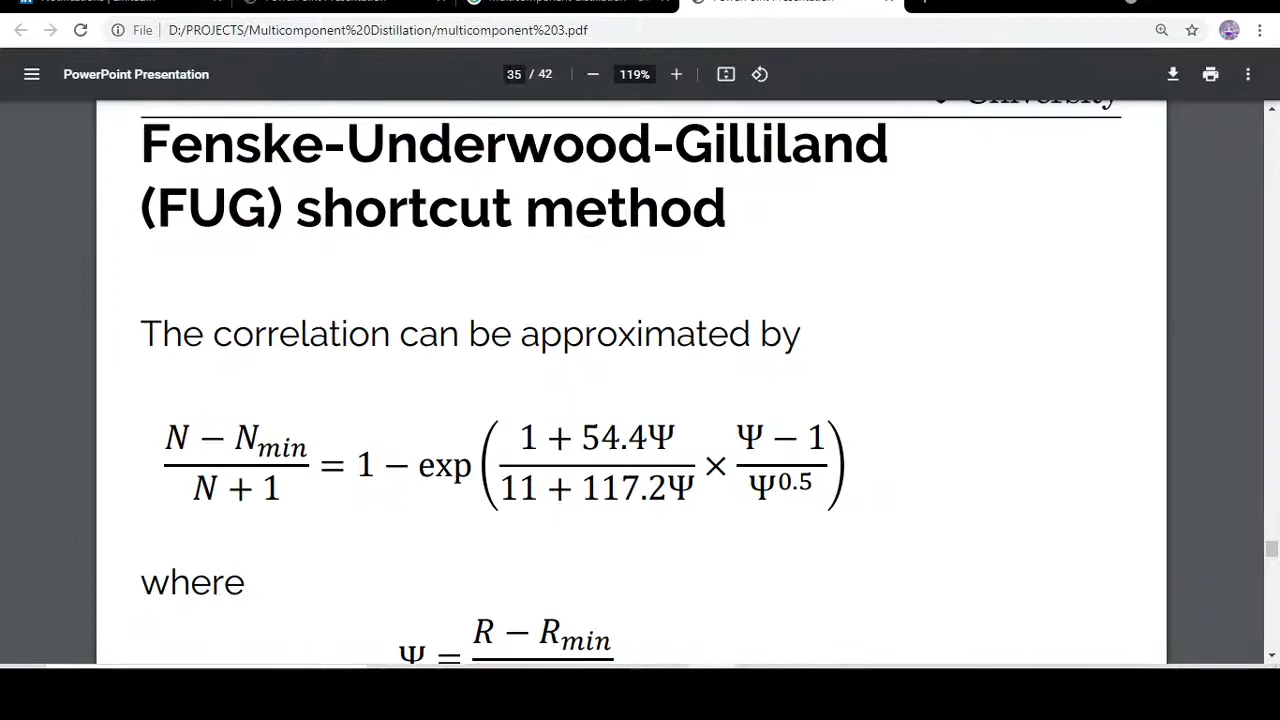 File D:/PROJECTS/Multicomponent%20Distillation/multicomponent%203.pdf
PowerPoint Presentation 35 / 42 119%
University
Fenske-Underwood-Gilliland
(FUG) shortcut method
The correlation can be approximated by
(N − N_min)/(N + 1) = 1 − exp((1 + 54.4Ψ)/(11 + 117.2Ψ) × (Ψ − 1)/Ψ^0.5)
where
Ψ = R − R_min